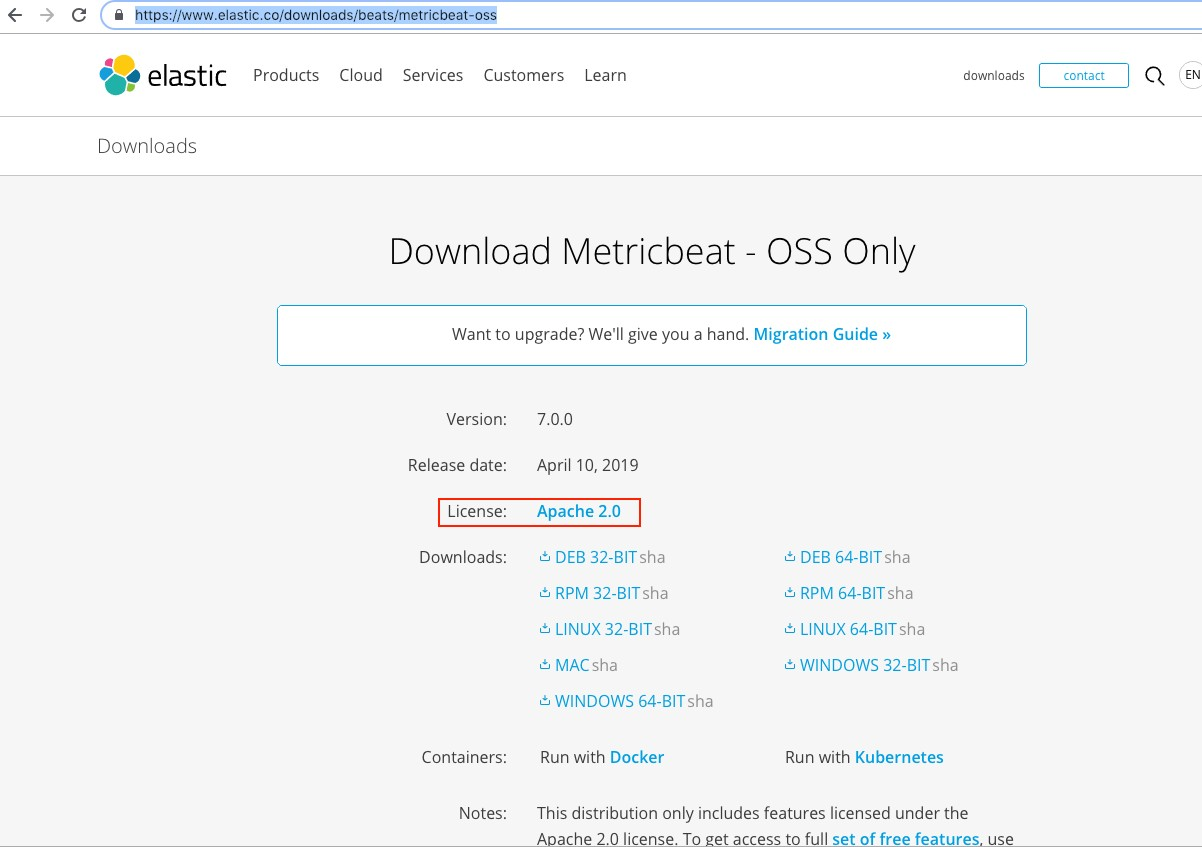 https://www.elastic.co/downloads/beats/metricbeat-oss
elastic Products Cloud Services Customers Learn downloads contact EN
Downloads
Download Metricbeat - OSS Only
Want to upgrade? We'll give you a hand. Migration Guide »
Version: 7.0.0
Release date: April 10, 2019
License: Apache 2.0
Downloads: DEB 32-BIT sha DEB 64-BIT sha
RPM 32-BIT sha RPM 64-BIT sha
LINUX 32-BIT sha LINUX 64-BIT sha
MAC sha WINDOWS 32-BIT sha
WINDOWS 64-BIT sha
Containers: Run with Docker Run with Kubernetes
Notes: This distribution only includes features licensed under the
Apache 2.0 license. To get access to full set of free features, use